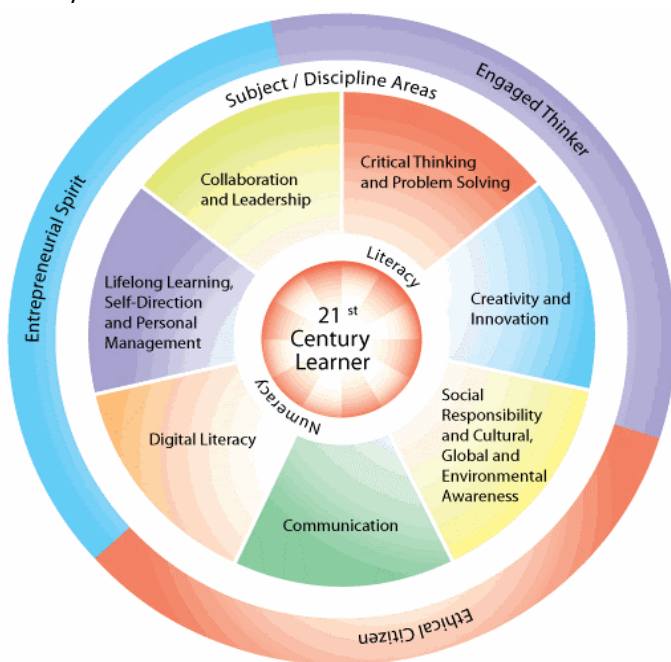 Subject / Discipline Areas
Engaged Thinker
Entrepreneurial Spirit
Ethical Citizen
Collaboration
and Leadership
Critical Thinking
and Problem Solving
Creativity and
Innovation
Social
Responsibility
and Cultural,
Global and
Environmental
Awareness
Communication
Digital Literacy
Lifelong Learning,
Self-Direction
and Personal
Management
Literacy
21 st
Century
Learner
Numeracy